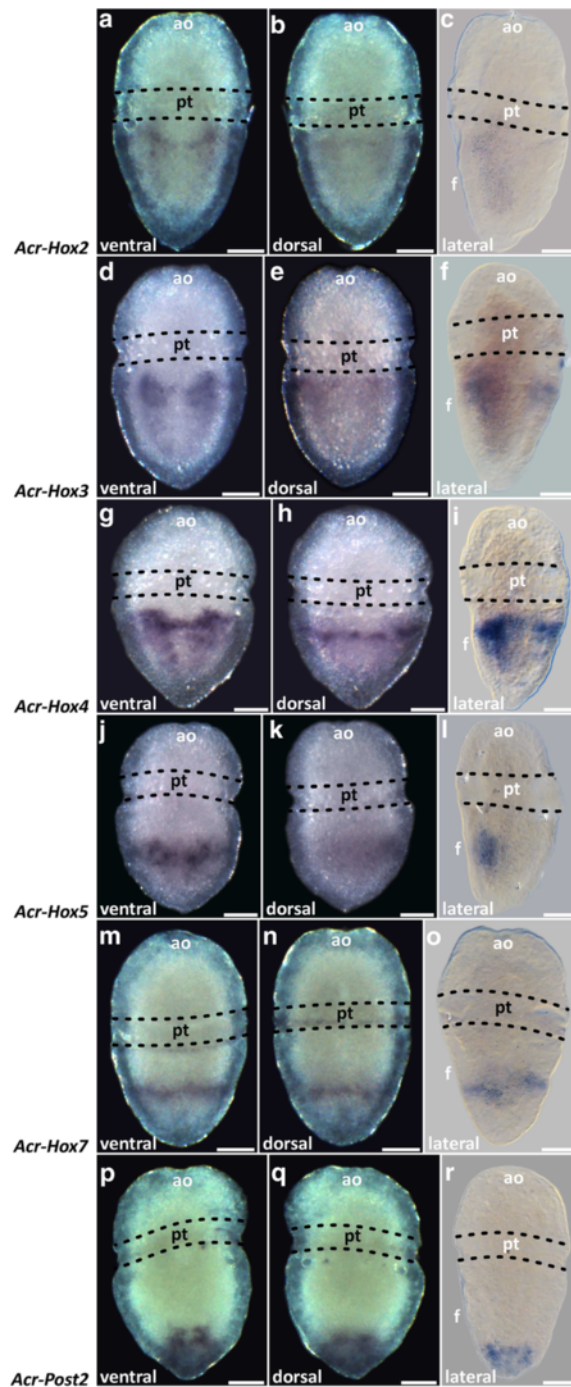 a b c
ao ao
pt pt pt
f
Acr-Hox2 ventral dorsal lateral
d e f
ao ao
pt pt pt
f
Acr-Hox3 ventral dorsal lateral
g h i
ao ao ao
pt pt pt
f
Acr-Hox4 ventral dorsal lateral
j k l
ao ao ao
pt pt pt
f
Acr-Hox5 ventral dorsal lateral
m n o
ao ao ao
pt pt pt
f
Acr-Hox7 ventral dorsal lateral
p q r
ao ao ao
pt pt pt
f
Acr-Post2 ventral dorsal lateral